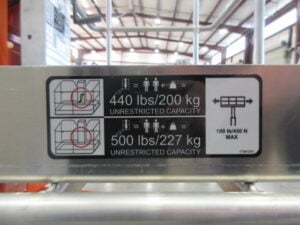 440 lbs/200 kg
UNRESTRICTED CAPACITY
500 lbs/227 kg
UNRESTRICTED CAPACITY
100 lb/450 N
MAX